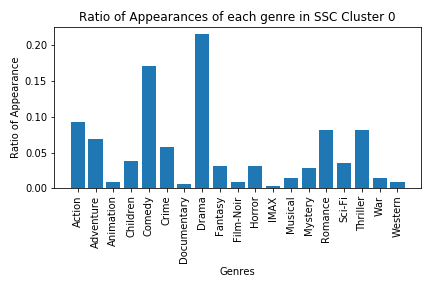 Ratio of Appearances of each genre in SSC Cluster 0
Ratio of Appearance
0.20
0.15
0.10
0.05
0.00
Action
Adventure
Animation
Children
Comedy
Crime
Documentary
Drama
Fantasy
Film-Noir
Horror
IMAX
Musical
Mystery
Romance
Sci-Fi
Thriller
War
Western
Genres